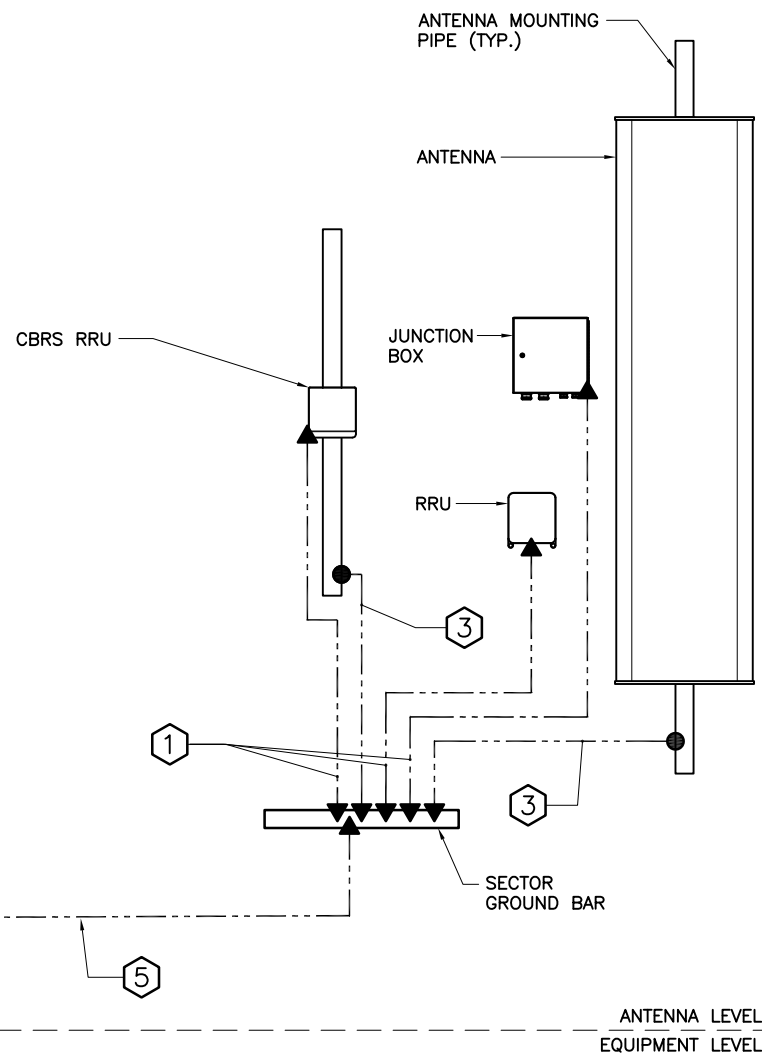 ANTENNA MOUNTING
PIPE (TYP.)
ANTENNA
CBRS RRU
JUNCTION
BOX
RRU
3
1
3
SECTOR
GROUND BAR
5
ANTENNA LEVEL
EQUIPMENT LEVEL